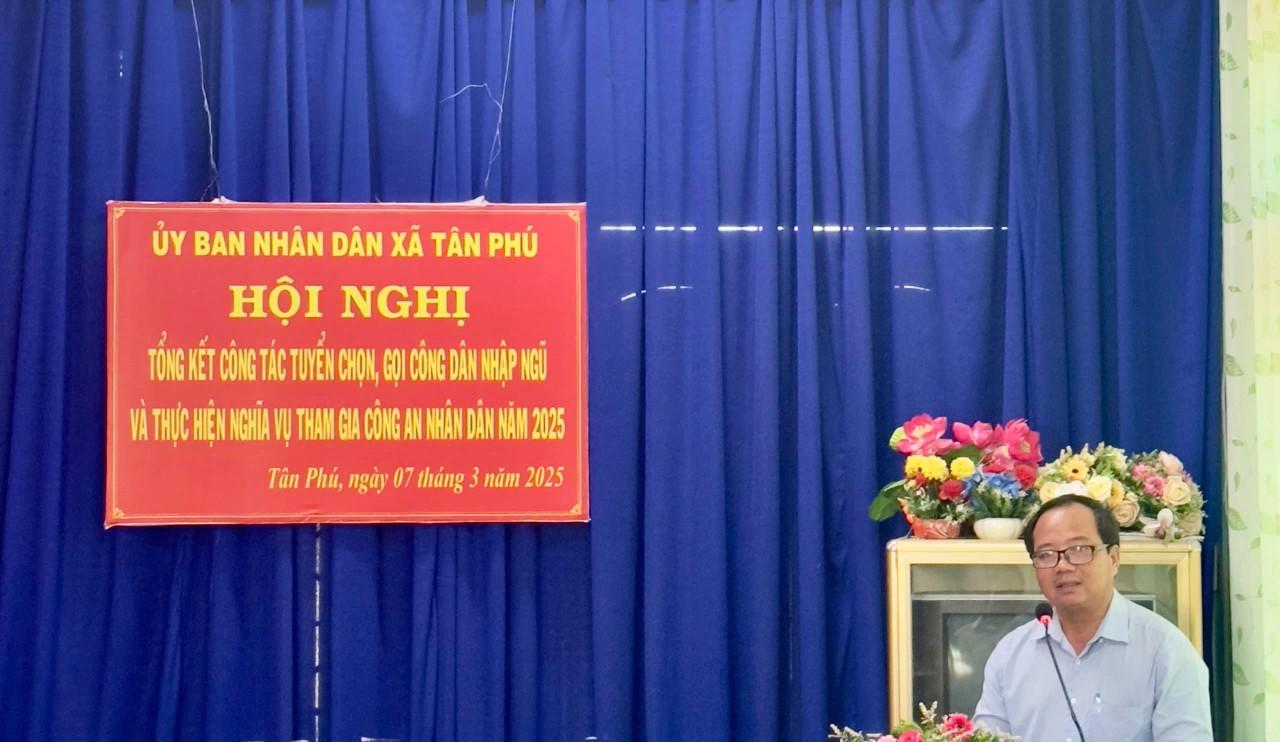 ỦY BAN NHÂN DÂN XÃ TÂN PHÚ
HỘI NGHỊ
TỔNG KẾT CÔNG TÁC TUYỂN CHỌN, GỌI CÔNG DÂN NHẬP NGŨ
VÀ THỰC HIỆN NGHĨA VỤ THAM GIA CÔNG AN NHÂN DÂN NĂM 2025
Tân Phú, ngày 07 tháng 3 năm 2025